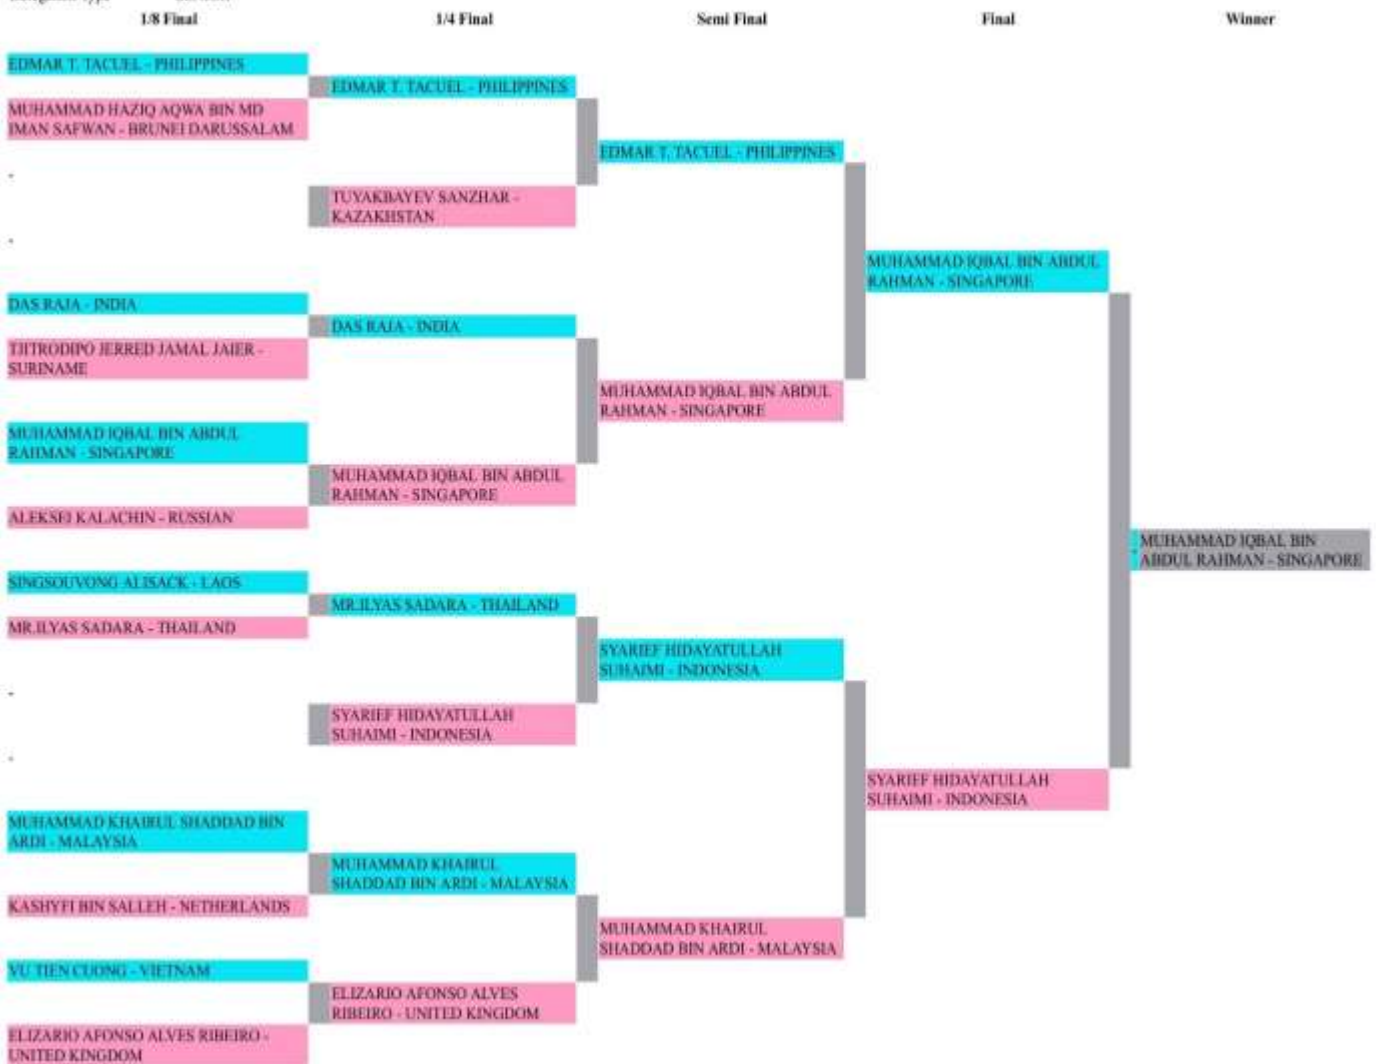 1/8 Final
1/4 Final
Semi Final
Final
Winner
EDMAR T. TACUEL - PHILIPPINES
MUHAMMAD HAZIQ AQWA BIN MD
IMAN SAFWAN - BRUNEI DARUSSALAM
-
-
DAS RAJA - INDIA
TJITRODIPO JERRED JAMAL JAIER -
SURINAME
MUHAMMAD IQBAL BIN ABDUL
RAHMAN - SINGAPORE
ALEKSEI KALACHIN - RUSSIAN
SINGSOUVONG ALISACK - LAOS
MR.ILYAS SADARA - THAILAND
-
-
MUHAMMAD KHAIRUL SHADDAD BIN
ARDI - MALAYSIA
KASHYFI BIN SALLEH - NETHERLANDS
VU TIEN CUONG - VIETNAM
ELIZARIO AFONSO ALVES RIBEIRO -
UNITED KINGDOM
EDMAR T. TACUEL - PHILIPPINES
TUYAKBAYEV SANZHAR -
KAZAKHSTAN
DAS RAJA - INDIA
MUHAMMAD IQBAL BIN ABDUL
RAHMAN - SINGAPORE
MR.ILYAS SADARA - THAILAND
SYARIEF HIDAYATULLAH
SUHAIMI - INDONESIA
MUHAMMAD KHAIRUL
SHADDAD BIN ARDI - MALAYSIA
ELIZARIO AFONSO ALVES
RIBEIRO - UNITED KINGDOM
EDMAR T. TACUEL - PHILIPPINES
MUHAMMAD IQBAL BIN ABDUL
RAHMAN - SINGAPORE
SYARIEF HIDAYATULLAH
SUHAIMI - INDONESIA
MUHAMMAD KHAIRUL
SHADDAD BIN ARDI - MALAYSIA
MUHAMMAD IQBAL BIN ABDUL
RAHMAN - SINGAPORE
SYARIEF HIDAYATULLAH
SUHAIMI - INDONESIA
MUHAMMAD IQBAL BIN
ABDUL RAHMAN - SINGAPORE